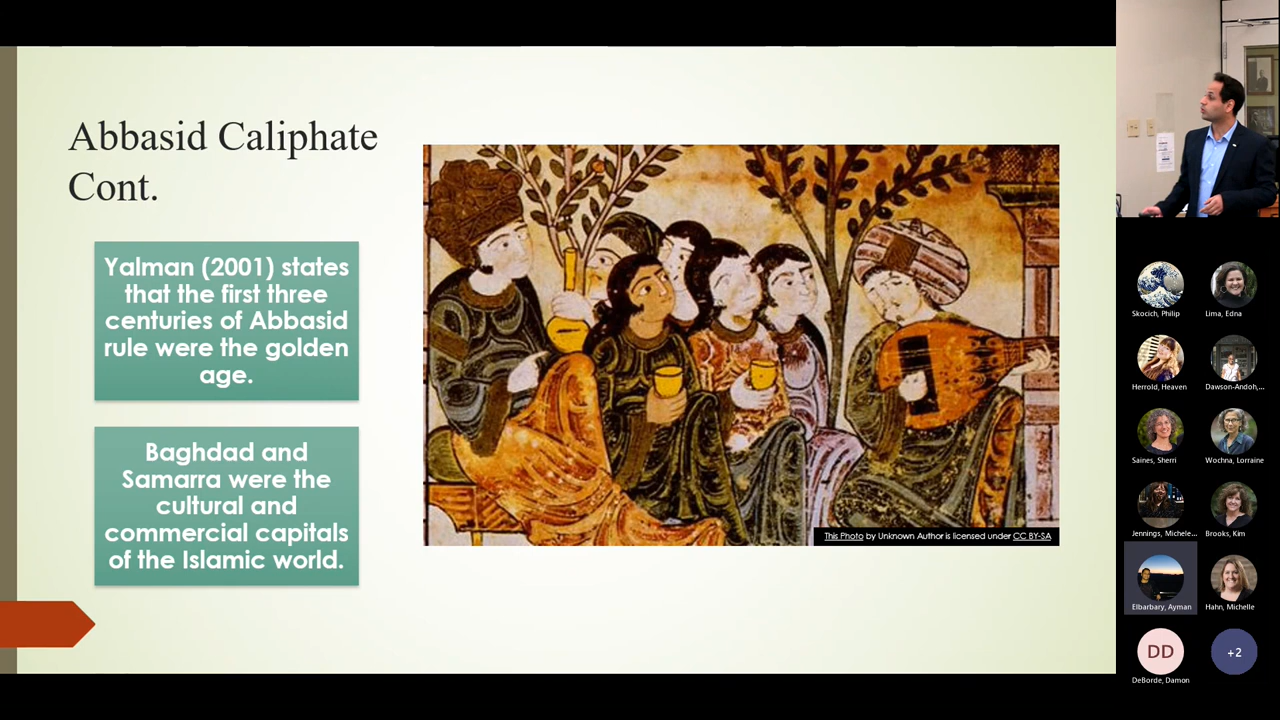 Abbasid Caliphate
Cont.
Yalman (2001) states
that the first three
centuries of Abbasid
rule were the golden
age.
Baghdad and
Samarra were the
cultural and
commercial capitals
of the Islamic world.
This Photo by Unknown Author is licensed under CC BY-SA
Skocich, Philip
Lima, Edna
Herrold, Heaven
Dawson-Andoh,...
Saines, Sherri
Wochna, Lorraine
Jennings, Michele...
Brooks, Kim
Elbarbary, Ayman
Hahn, Michelle
DD
+2
DeBorde, Damon